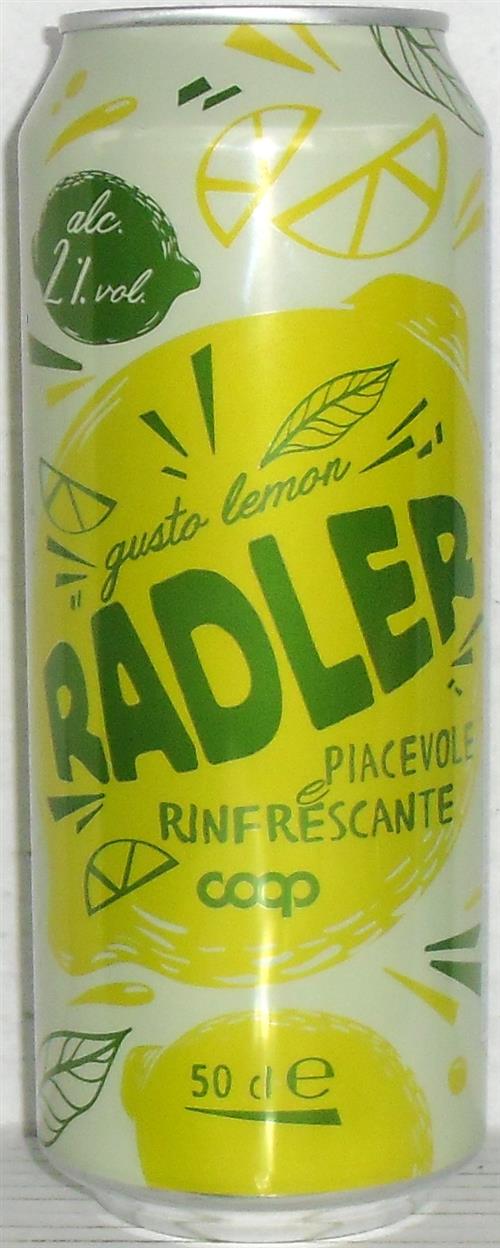 alc.
2%. vol.
gusto lemon
RADLER
PIACEVOLE
e
RINFRESCANTE
coop
50 cl e